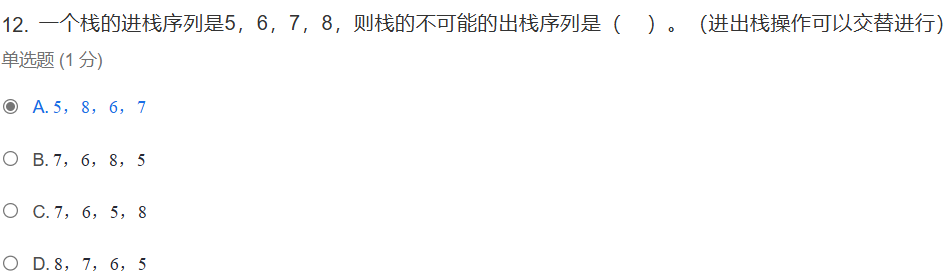 12. 一个栈的进栈序列是5，6，7，8，则栈的不可能的出栈序列是（　）。（进出栈操作可以交替进行）
单选题 (1 分)
A. 5，8，6，7
B. 7，6，8，5
C. 7，6，5，8
D. 8，7，6，5